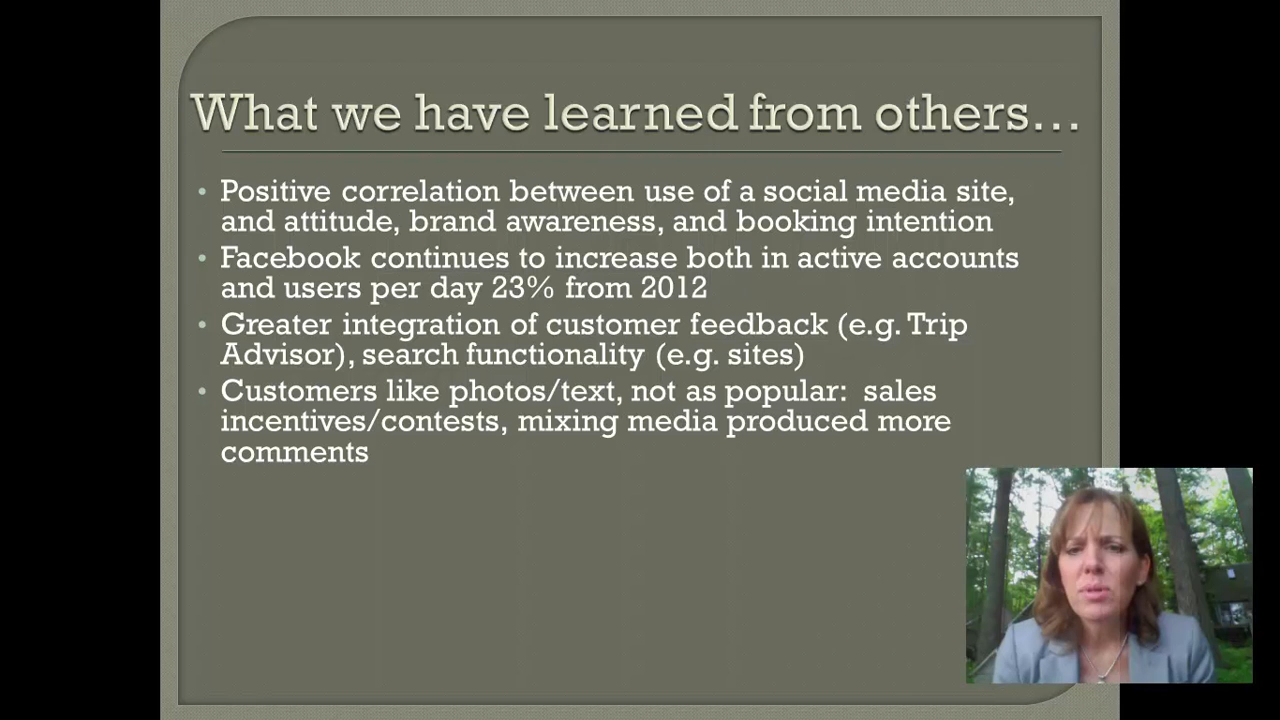 What we have learned from others...
• Positive correlation between use of a social media site,
and attitude, brand awareness, and booking intention
• Facebook continues to increase both in active accounts
and users per day 23% from 2012
• Greater integration of customer feedback (e.g. Trip
Advisor), search functionality (e.g. sites)
• Customers like photos/text, not as popular:  sales
incentives/contests, mixing media produced more
comments